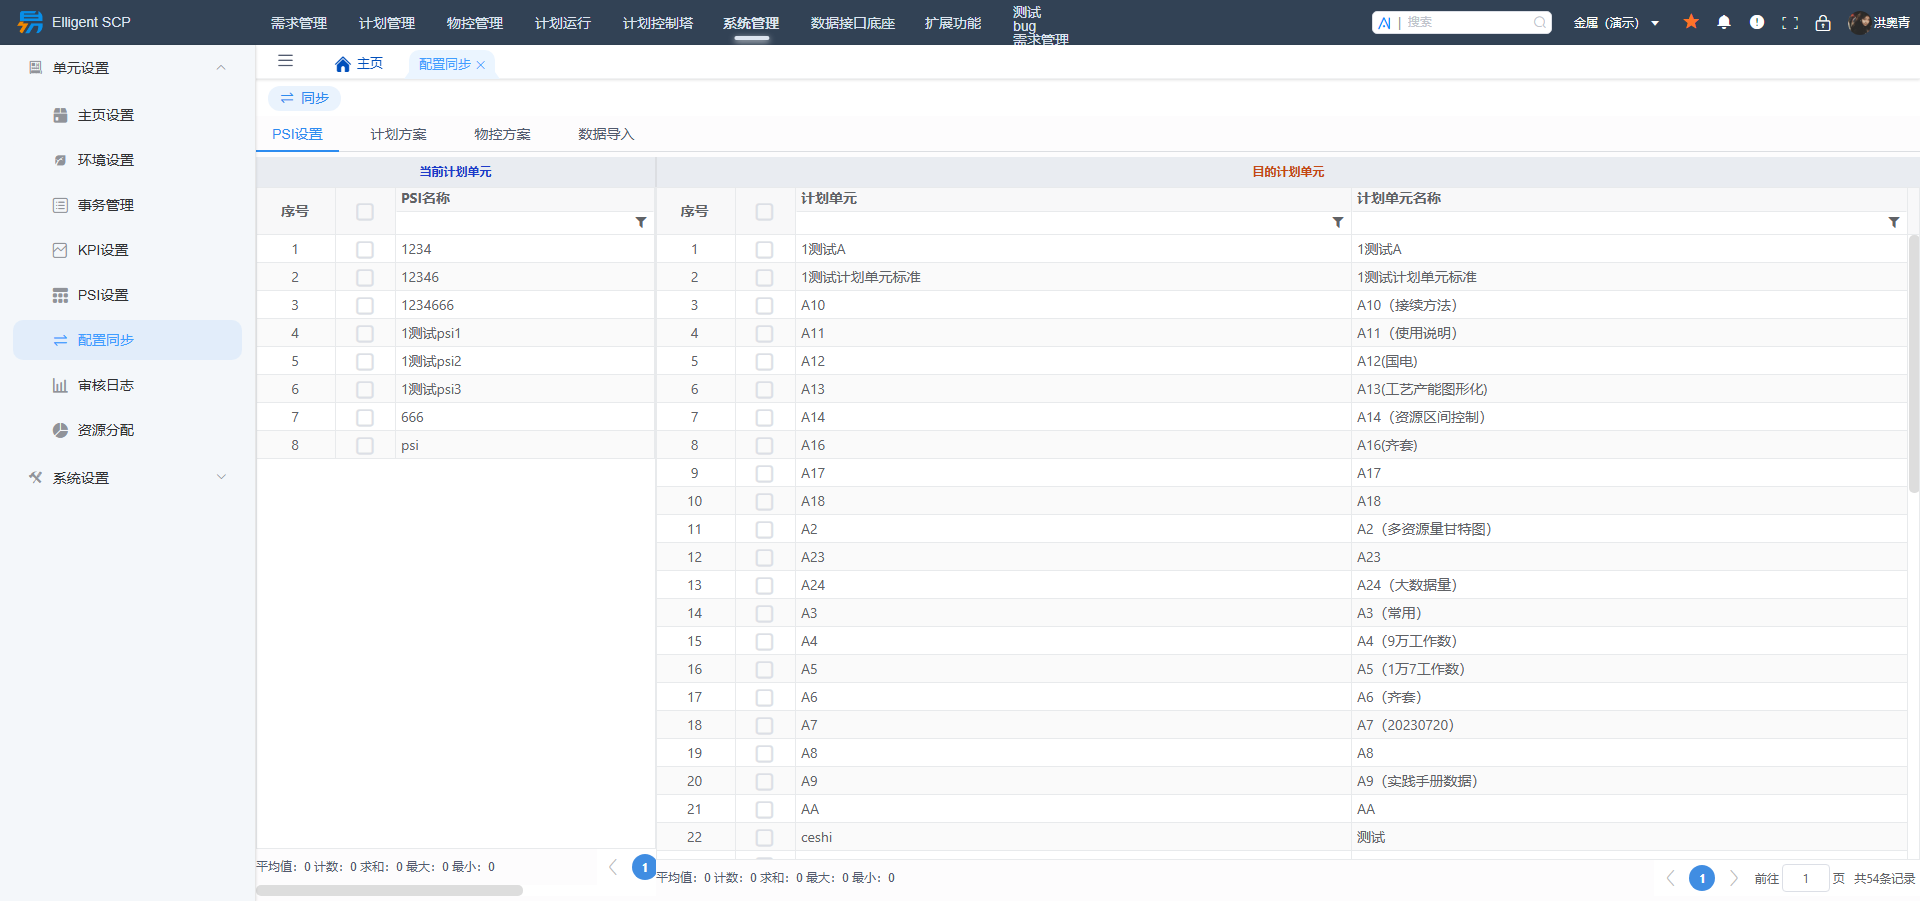 Elligent SCP
需求管理 计划管理 物控管理 计划运行 计划控制塔 系统管理 数据接口底座 扩展功能
测试
bug
需求管理
AI | 搜索
金属（演示）
洪奥青
单元设置
主页设置
环境设置
事务管理
KPI设置
PSI设置
配置同步
审核日志
资源分配
系统设置
主页 配置同步
同步
PSI设置 计划方案 物控方案 数据导入
当前计划单元
序号 PSI名称
1 1234
2 12346
3 1234666
4 1测试psi1
5 1测试psi2
6 1测试psi3
7 666
8 psi
平均值：0 计数：0 求和：0 最大：0 最小：0
1
目的计划单元
序号 计划单元 计划单元名称
1 1测试A 1测试A
2 1测试计划单元标准 1测试计划单元标准
3 A10 A10（接续方法）
4 A11 A11（使用说明）
5 A12 A12(国电)
6 A13 A13(工艺产能图形化)
7 A14 A14（资源区间控制）
8 A16 A16(齐套)
9 A17 A17
10 A18 A18
11 A2 A2（多资源量甘特图）
12 A23 A23
13 A24 A24（大数据量）
14 A3 A3（常用）
15 A4 A4（9万工作数）
16 A5 A5（1万7工作数）
17 A6 A6（齐套）
18 A7 A7（20230720）
19 A8 A8
20 A9 A9（实践手册数据）
21 AA AA
22 ceshi 测试
平均值：0 计数：0 求和：0 最大：0 最小：0
1 前往 1 页 共54条记录